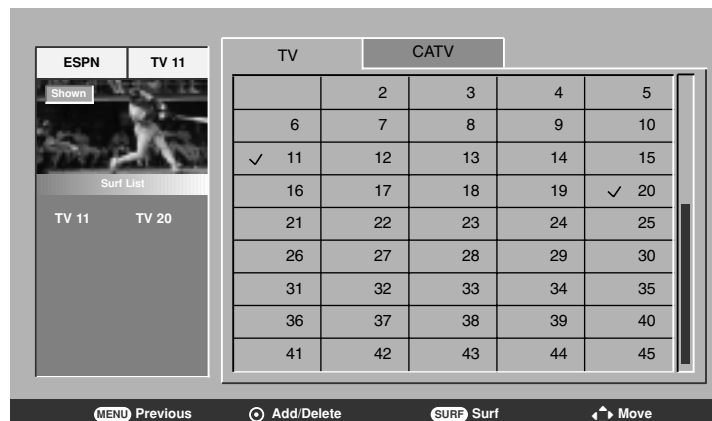 ESPN TV 11
Shown
Surf List
TV 11 TV 20
TV CATV
2 3 4 5
6 7 8 9 10
✓ 11 12 13 14 15
16 17 18 19 ✓ 20
21 22 23 24 25
26 27 28 29 30
31 32 33 34 35
36 37 38 39 40
41 42 43 44 45
MENU Previous Add/Delete SURF Surf Move